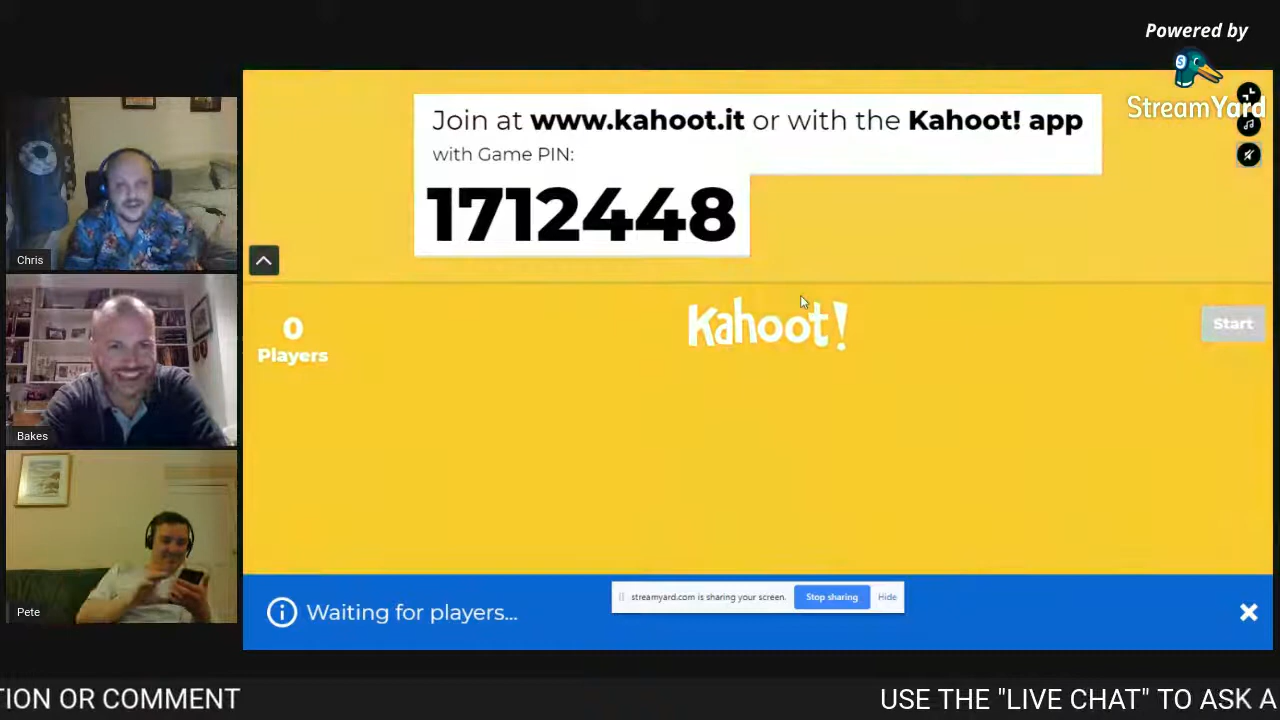 Powered by
StreamYard
Join at www.kahoot.it or with the Kahoot! app
with Game PIN:
1712448
Chris
Kahoot!
0
Players
Start
Bakes
Pete
Waiting for players...
streamyard.com is sharing your screen.
Stop sharing
Hide
TION OR COMMENT
USE THE "LIVE CHAT" TO ASK A